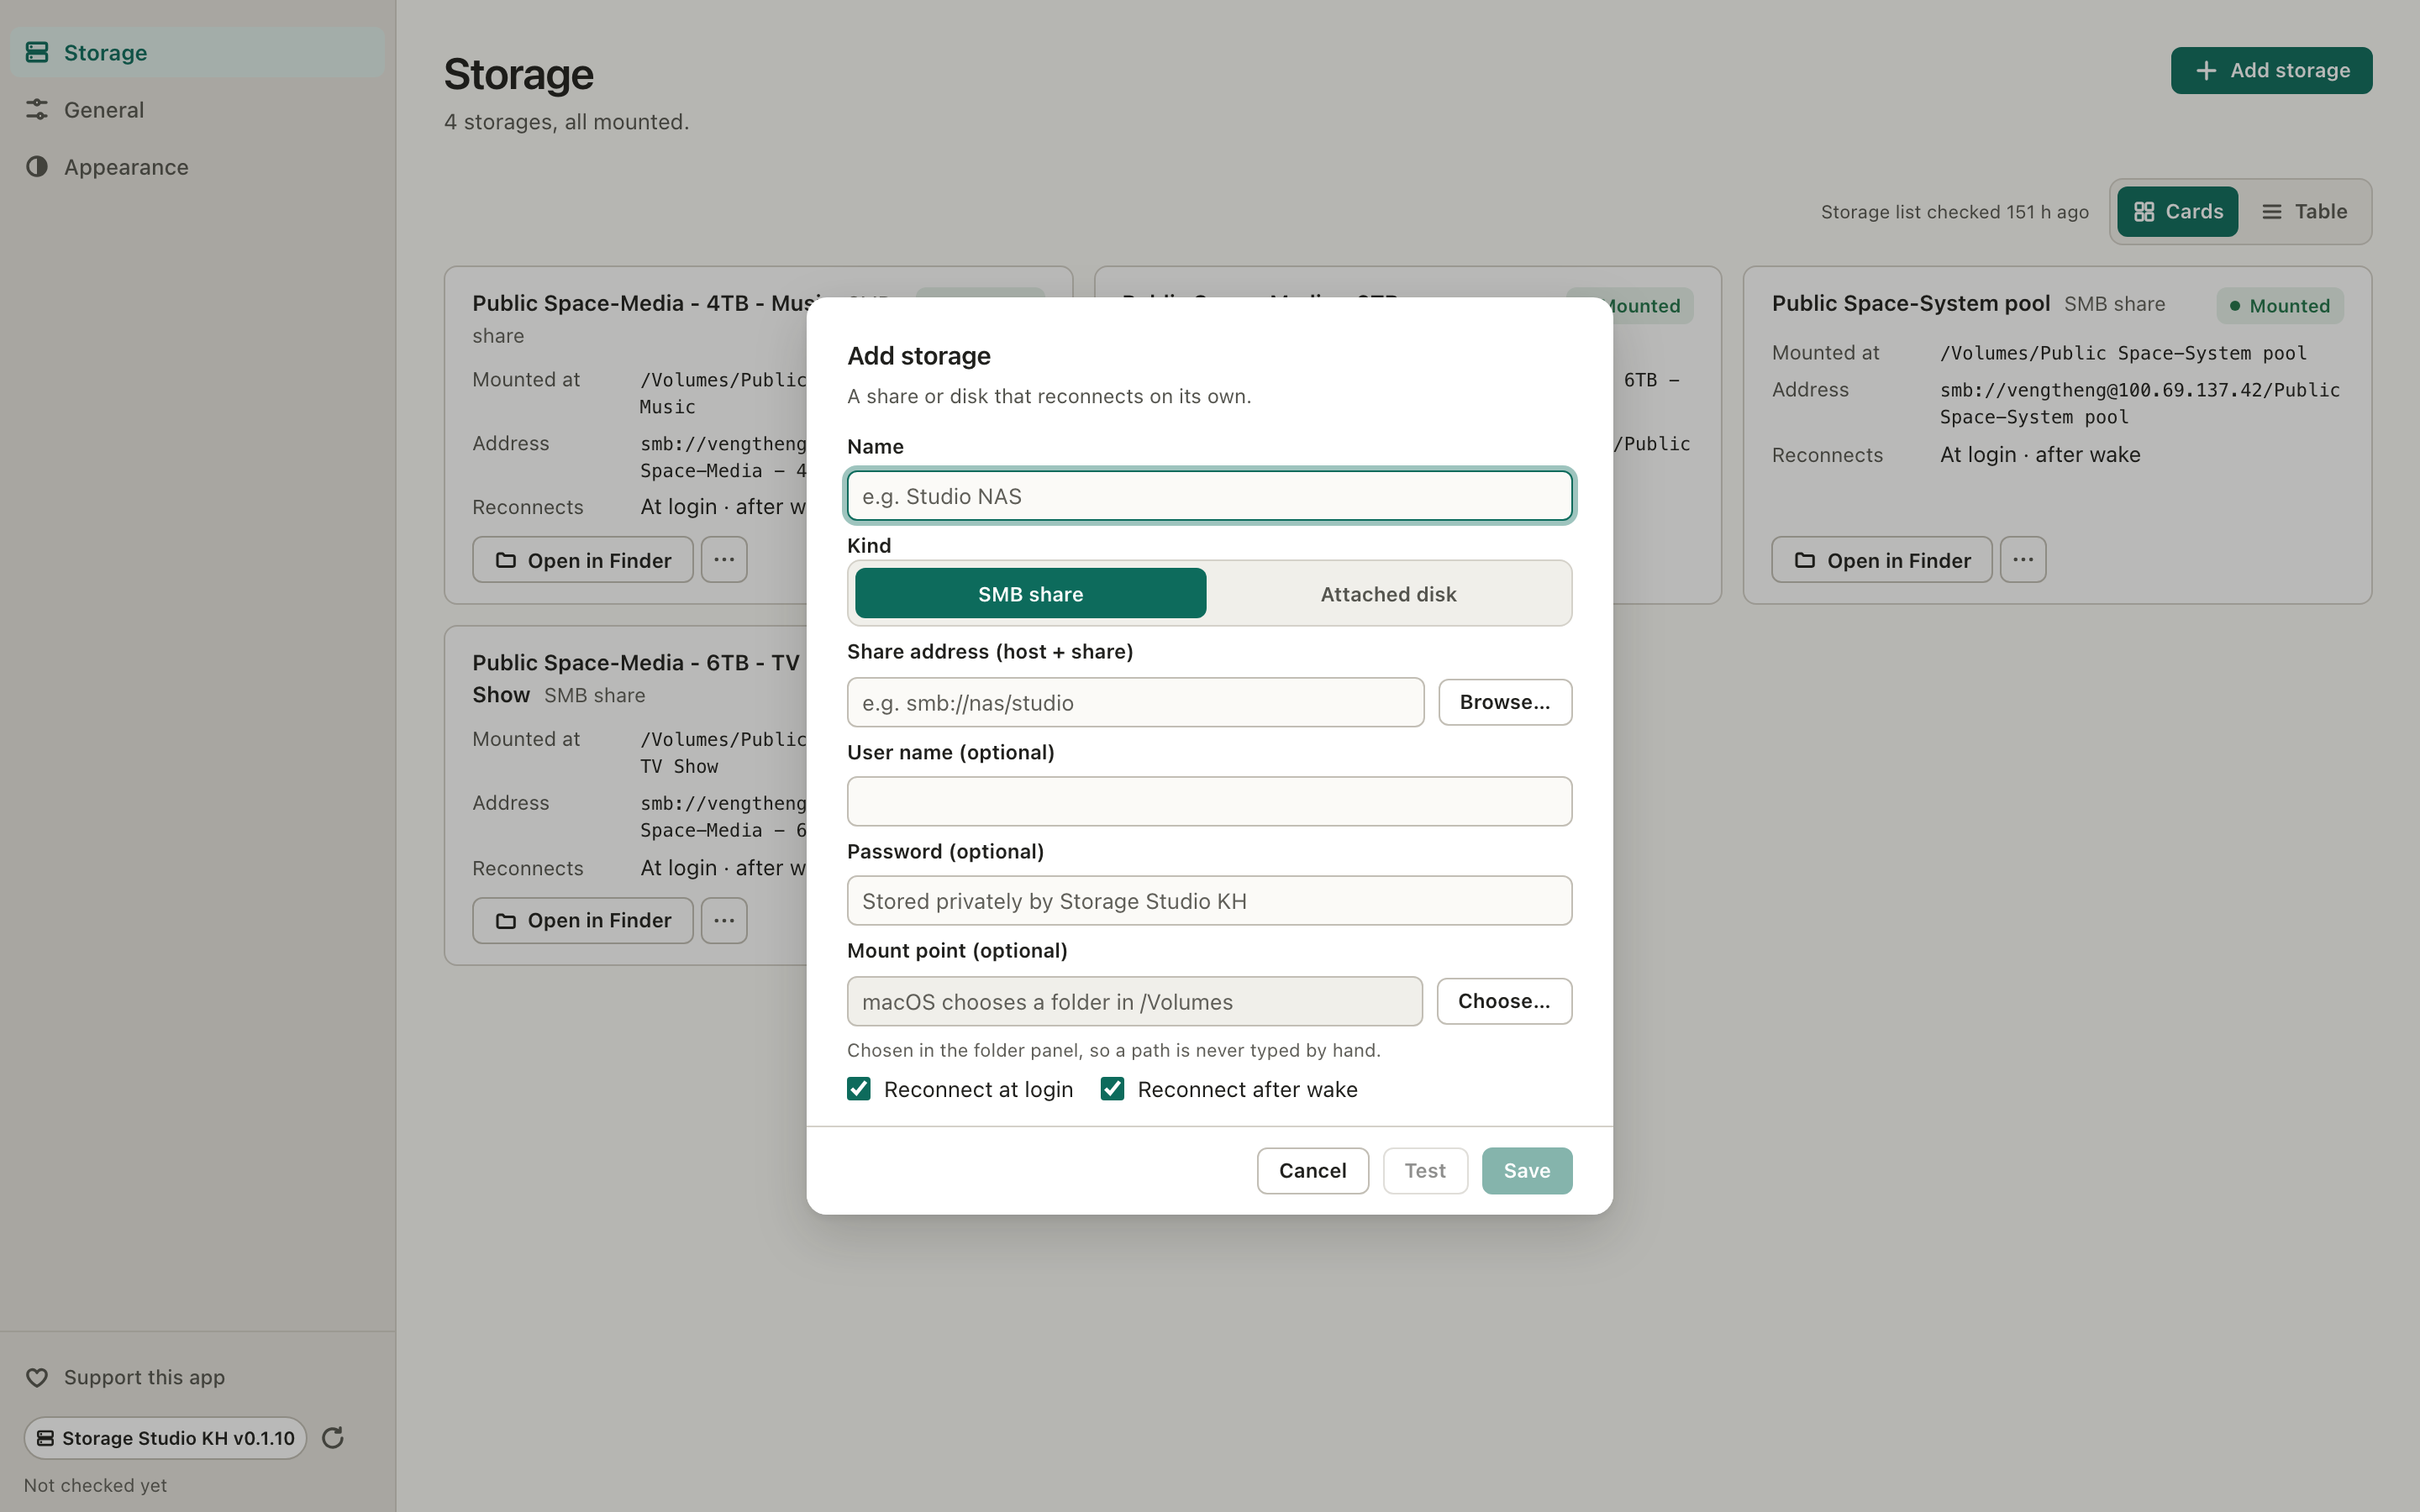 Storage
General
Appearance
Storage
4 storages, all mounted.
Add storage
Storage list checked 151 h ago
Cards
Table
Public Space-Media - 4TB - Musi
share
Mounted at
/Volumes/Public
Music
Address
smb://vengtheng
Space-Media - 4
Reconnects
At login · after w
Open in Finder
Mounted
6TB -
/Public
Public Space-System pool SMB share
Mounted
Mounted at
/Volumes/Public Space-System pool
Address
smb://vengtheng@100.69.137.42/Public
Space-System pool
Reconnects
At login · after wake
Open in Finder
Public Space-Media - 6TB - TV
Show SMB share
Mounted at
/Volumes/Public
TV Show
Address
smb://vengtheng
Space-Media - 6
Reconnects
At login · after w
Open in Finder
Add storage
A share or disk that reconnects on its own.
Name
e.g. Studio NAS
Kind
SMB share
Attached disk
Share address (host + share)
e.g. smb://nas/studio
Browse...
User name (optional)
Password (optional)
Stored privately by Storage Studio KH
Mount point (optional)
macOS chooses a folder in /Volumes
Choose...
Chosen in the folder panel, so a path is never typed by hand.
Reconnect at login
Reconnect after wake
Cancel
Test
Save
Support this app
Storage Studio KH v0.1.10
Not checked yet